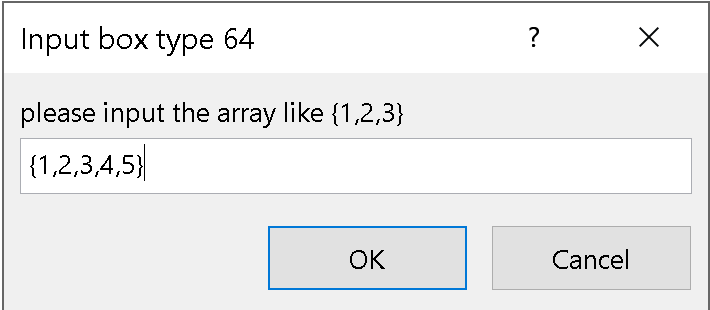 Input box type 64 ?
please input the array like {1,2,3}
{1,2,3,4,5}
OK Cancel